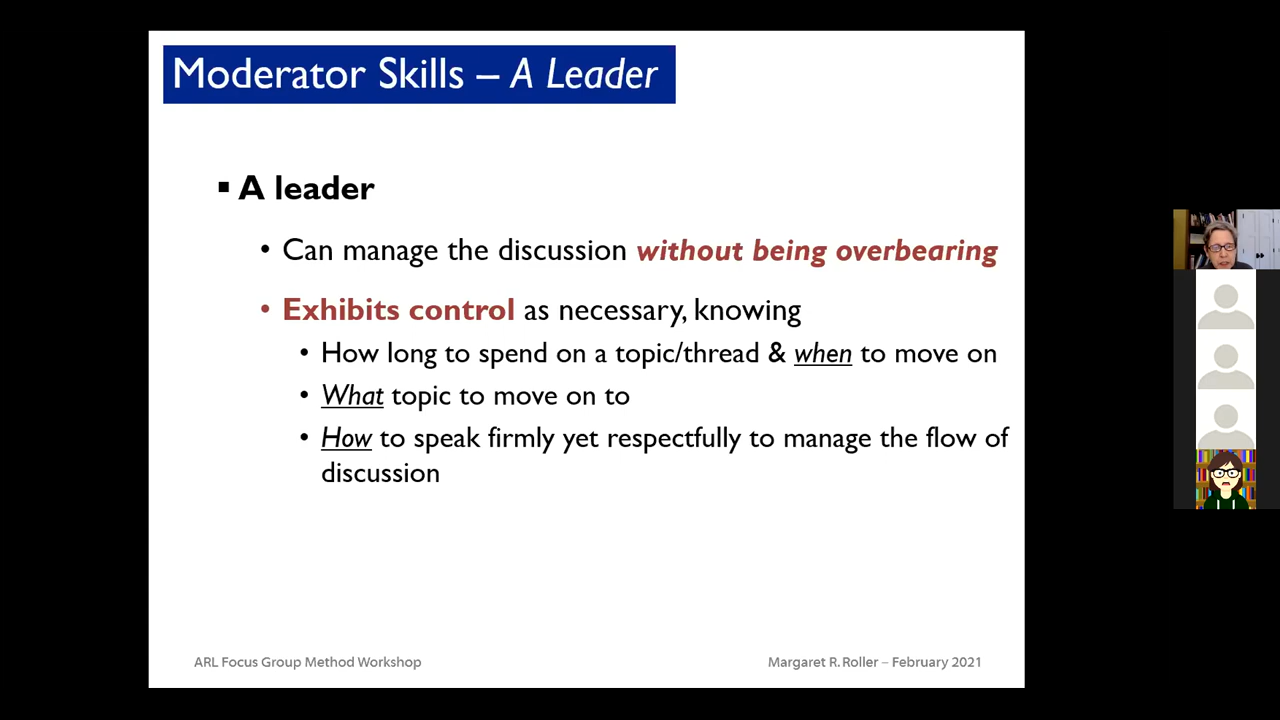 Moderator Skills – A Leader
▪ A leader
• Can manage the discussion without being overbearing
• Exhibits control as necessary, knowing
• How long to spend on a topic/thread & when to move on
• What topic to move on to
• How to speak firmly yet respectfully to manage the flow of
discussion
ARL Focus Group Method Workshop
Margaret R. Roller – February 2021